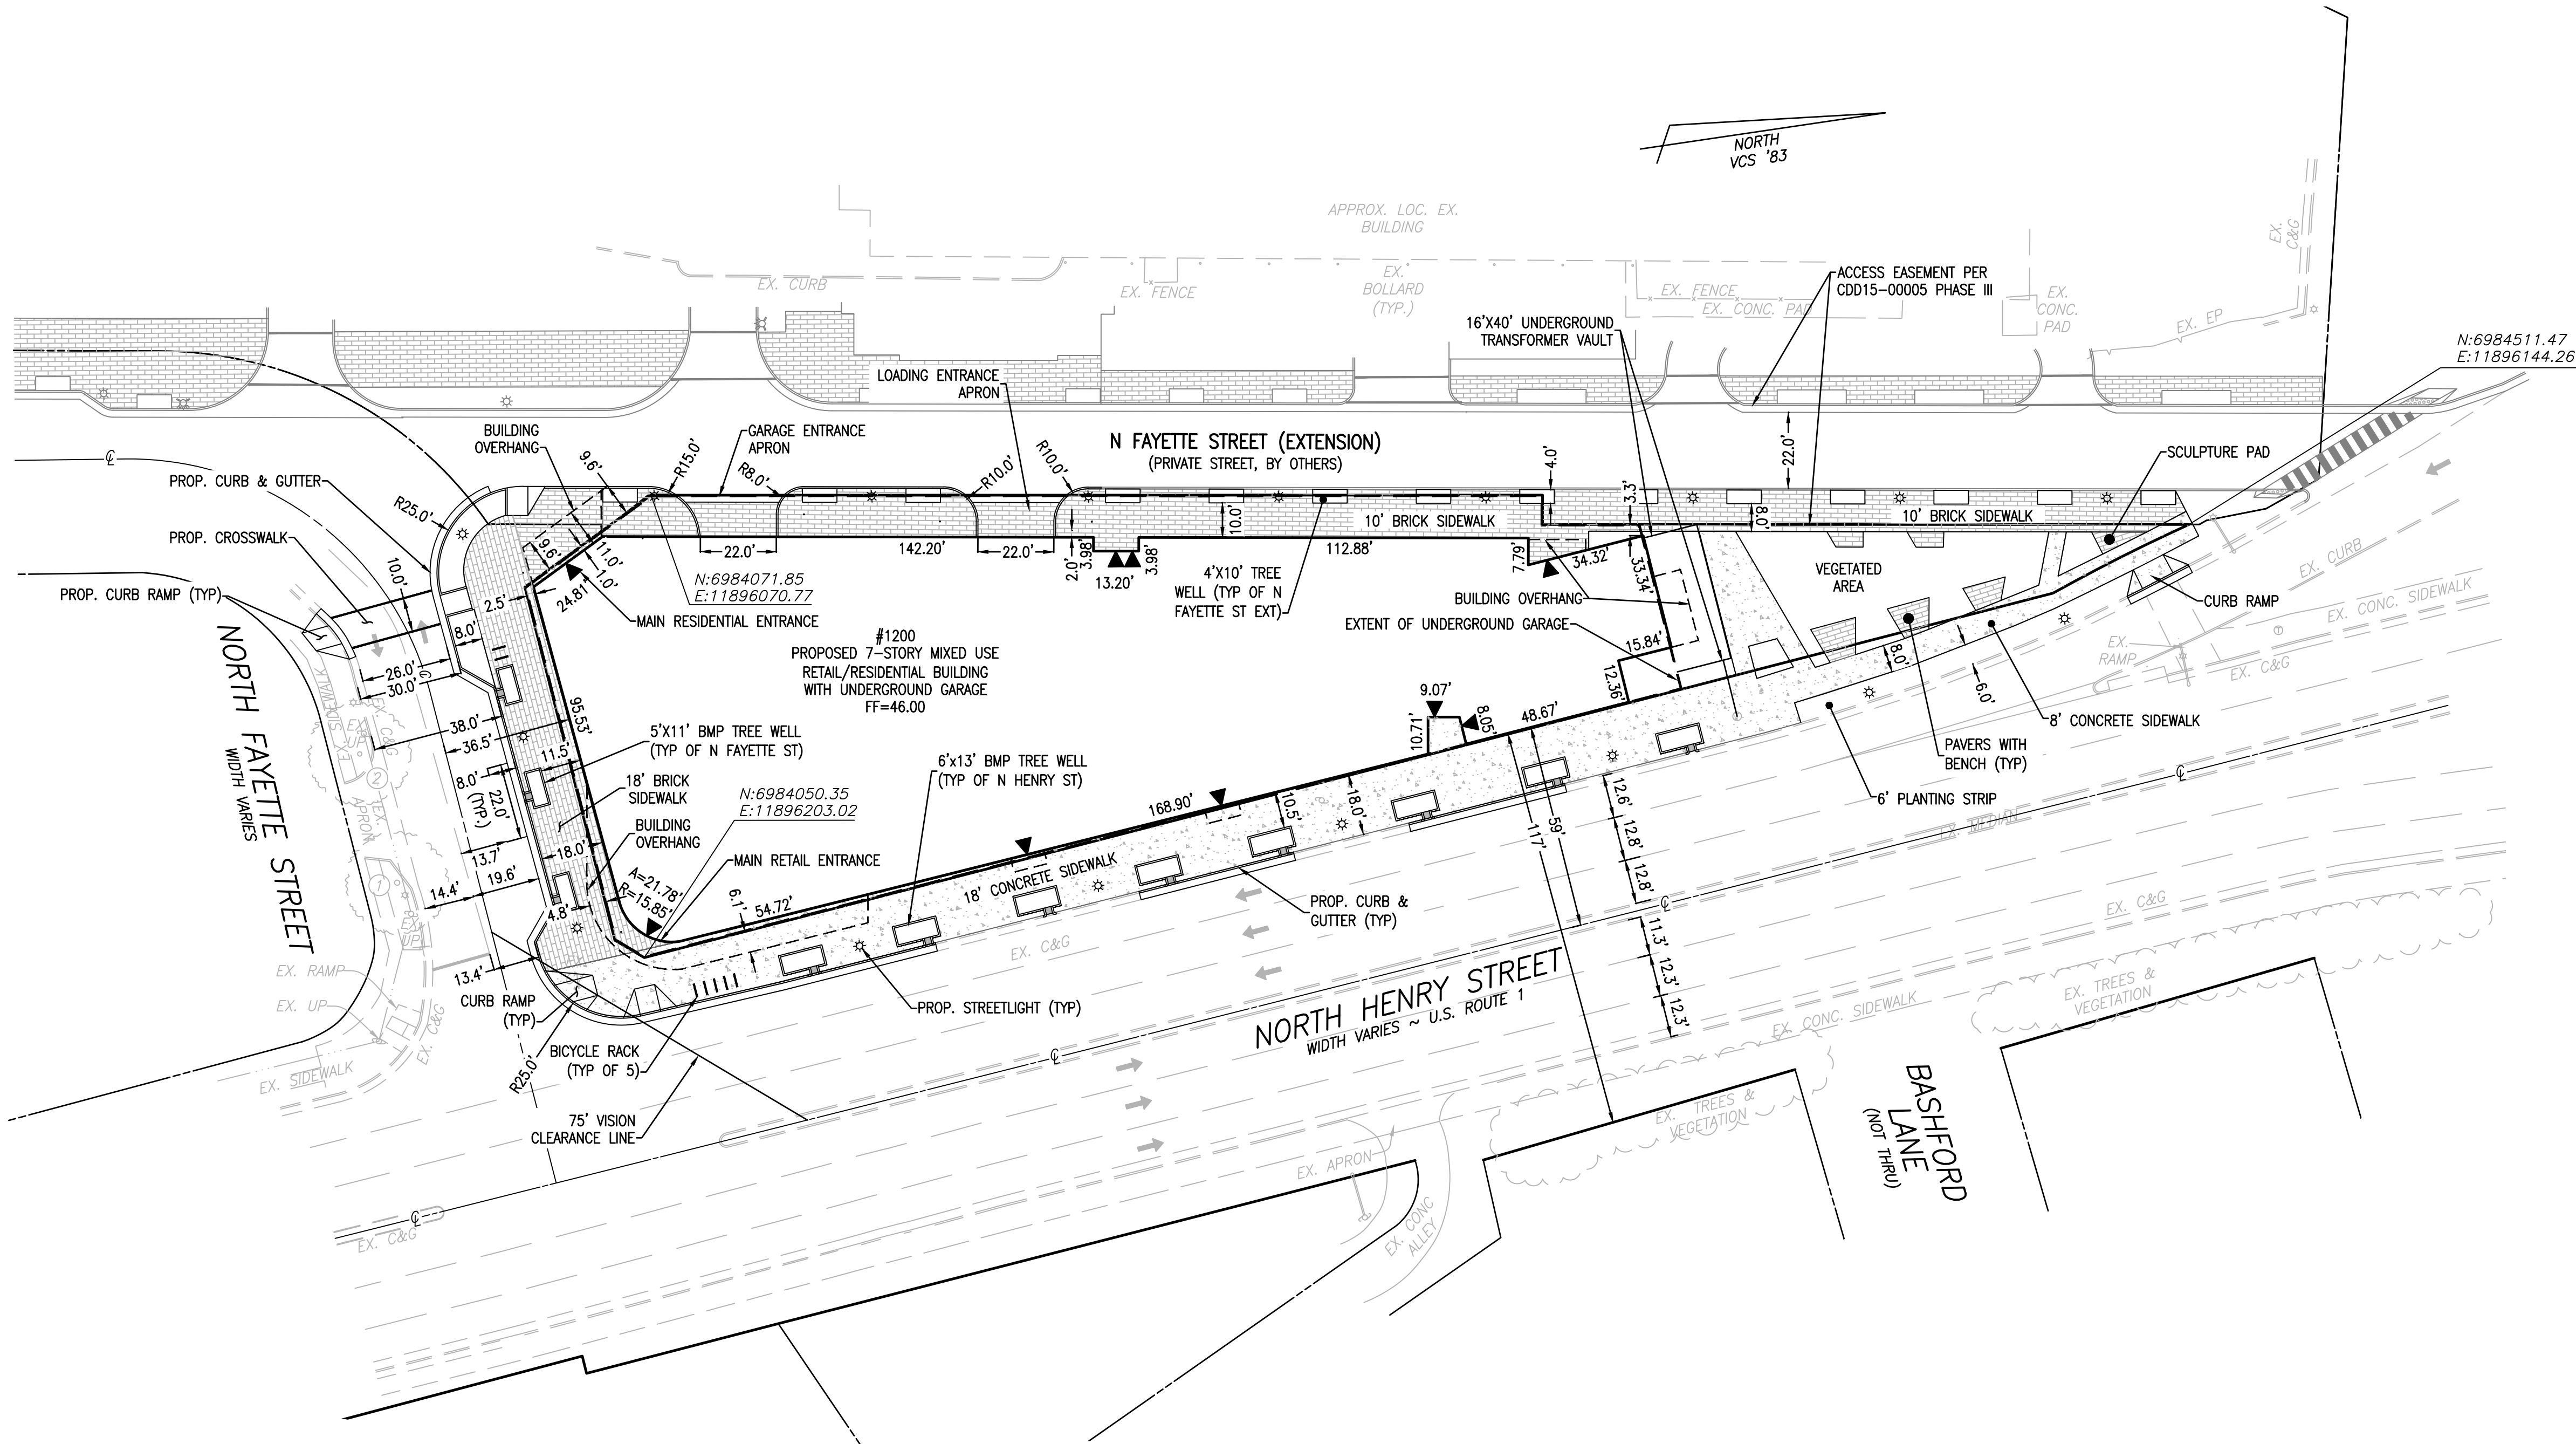 NORTH
VCS '83
APPROX. LOC. EX.
BUILDING
EX. CURB
EX. FENCE
EX.
BOLLARD
(TYP.)
EX. FENCE
EX. CONC. PAD
EX.
CONC.
PAD
EX. EP
EX.
C&G
ACCESS EASEMENT PER
CDD15-00005 PHASE III
16'X40' UNDERGROUND
TRANSFORMER VAULT
N:6984511.47
E:11896144.26
LOADING ENTRANCE
APRON
BUILDING
OVERHANG
GARAGE ENTRANCE
APRON
N FAYETTE STREET (EXTENSION)
(PRIVATE STREET, BY OTHERS)
SCULPTURE PAD
PROP. CURB & GUTTER
PROP. CROSSWALK
PROP. CURB RAMP (TYP)
R25.0'
9.6'
R15.0'
R8.0'
R10.0'
R10.0'
4.0'
22.0'
3.3'
8.0'
10.0'
10' BRICK SIDEWALK
10' BRICK SIDEWALK
9.6'
11.0'
1.0'
22.0'
142.20'
22.0'
2.0'
3.98'
13.20'
3.98'
112.88'
7.79'
34.32'
33.34'
24.81'
2.5'
N:6984071.85
E:11896070.77
MAIN RESIDENTIAL ENTRANCE
4'X10' TREE
WELL (TYP OF N
FAYETTE ST EXT)
VEGETATED
AREA
BUILDING OVERHANG
EXTENT OF UNDERGROUND GARAGE
CURB RAMP
EX. CURB
EX. CONC. SIDEWALK
EX.
RAMP
EX. C&G
#1200
PROPOSED 7-STORY MIXED USE
RETAIL/RESIDENTIAL BUILDING
WITH UNDERGROUND GARAGE
FF=46.00
10.0'
8.0'
26.0'
30.0'
38.0'
36.5'
95.53'
11.5'
8.0'
(TYP.)
22.0'
13.7'
19.6'
14.4'
18.0'
4.8'
13.4'
15.84'
12.36'
9.07'
10.71'
8.05'
48.67'
8.0'
6.0'
8' CONCRETE SIDEWALK
PAVERS WITH
BENCH (TYP)
6' PLANTING STRIP
5'X11' BMP TREE WELL
(TYP OF N FAYETTE ST)
18' BRICK
SIDEWALK
BUILDING
OVERHANG
N:6984050.35
E:11896203.02
MAIN RETAIL ENTRANCE
6'x13' BMP TREE WELL
(TYP OF N HENRY ST)
A=21.78'
R=15.85'
6.1'
54.72'
168.90'
10.5'
18.0'
18' CONCRETE SIDEWALK
117'
59'
12.6'
12.8'
12.8'
11.3'
12.3'
12.3'
EX. MEDIAN
PROP. CURB &
GUTTER (TYP)
EX. C&G
PROP. STREETLIGHT (TYP)
NORTH FAYETTE STREET
WIDTH VARIES
EX. SIDEWALK
EX.
UP
EX. C&G
2
EX.
APRON
1
EX.
UP
EX. RAMP
EX. UP
EX. C&G
EX. SIDEWALK
CURB RAMP
(TYP)
R25.0'
BICYCLE RACK
(TYP OF 5)
75' VISION
CLEARANCE LINE
NORTH HENRY STREET
WIDTH VARIES ~ U.S. ROUTE 1
EX. C&G
EX. CONC. SIDEWALK
EX. TREES &
VEGETATION
EX. TREES &
VEGETATION
BASHFORD
LANE
(NOT THRU)
EX. APRON
EX. CONC
ALLEY
EX. C&G